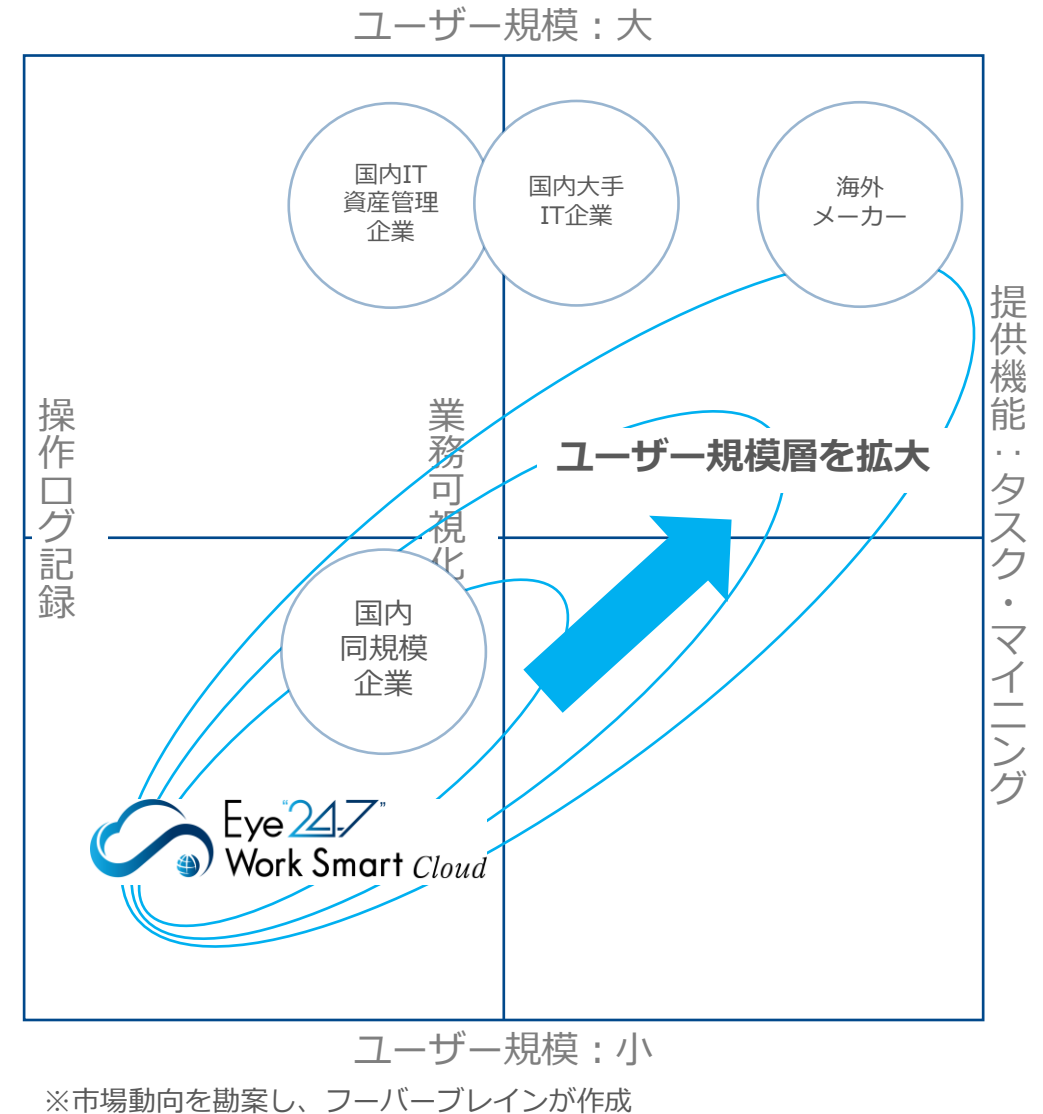 ユーザー規模：大
国内IT
資産管理
企業
国内大手
IT企業
海外
メーカー
操作ログ記録
業務可視化
提供機能：タスク・マイニング
ユーザー規模層を拡大
国内
同規模
企業
Eye“24-7”
Work Smart Cloud
ユーザー規模：小
※市場動向を勘案し、フーバーブレインが作成